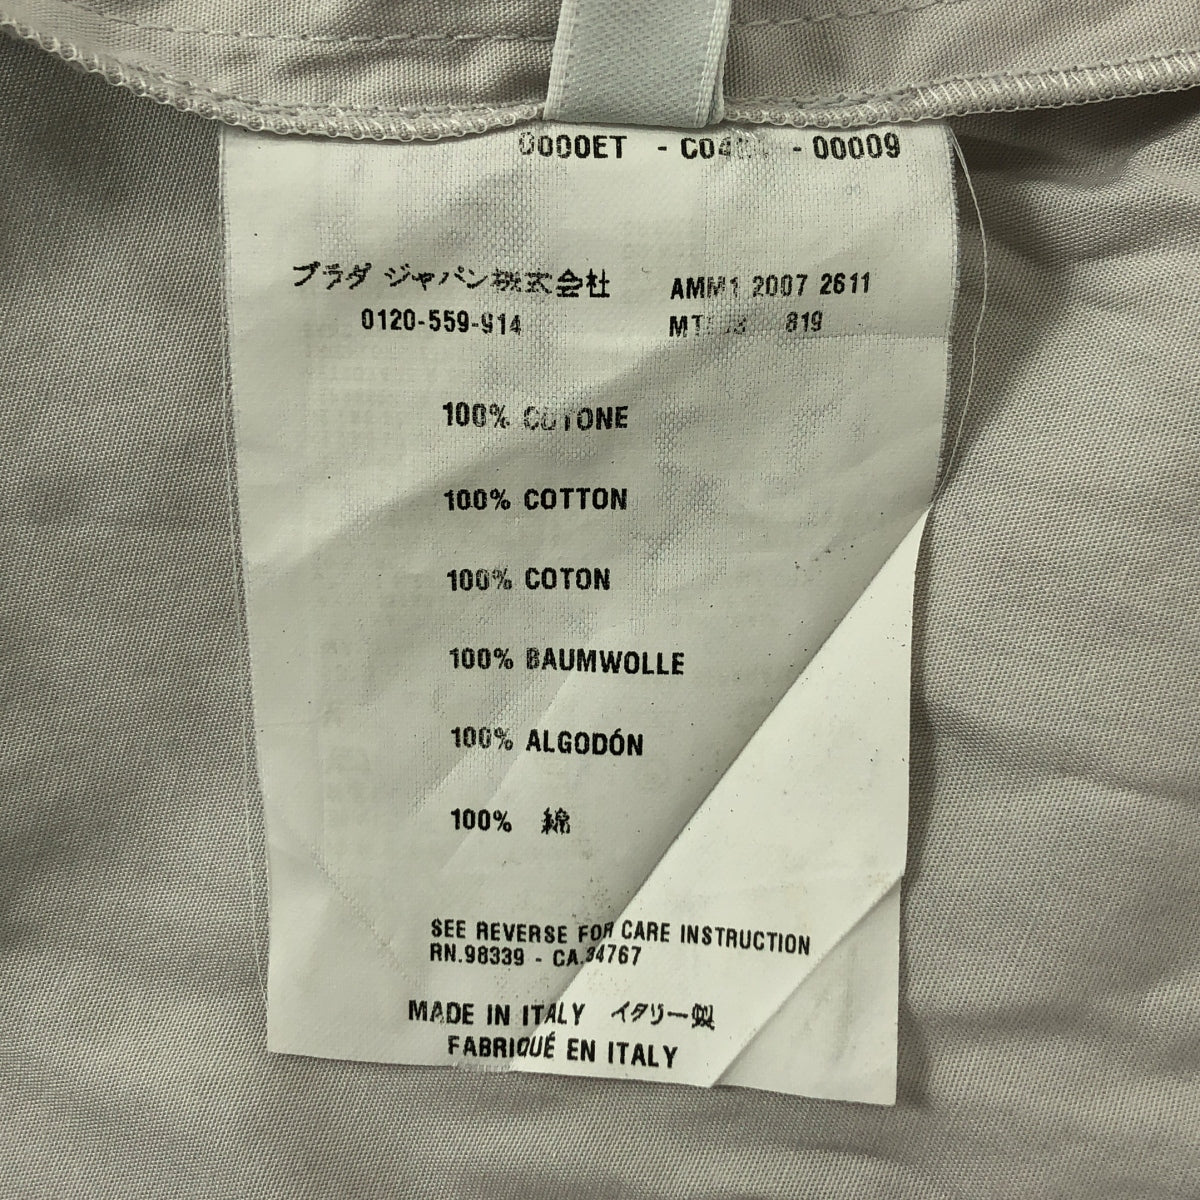 0000ET - - 00009
プラダ ジャパン株式会社 AMM1 2007 2611
0120-559-914 819
100% COTONE
100% COTTON
100% COTON
100% BAUMWOLLE
100% ALGODÓN
100% 綿
SEE REVERSE FOR CARE INSTRUCTION
RN.98339 - CA.34767
MADE IN ITALY イタリー製
FABRIQUÉ EN ITALY